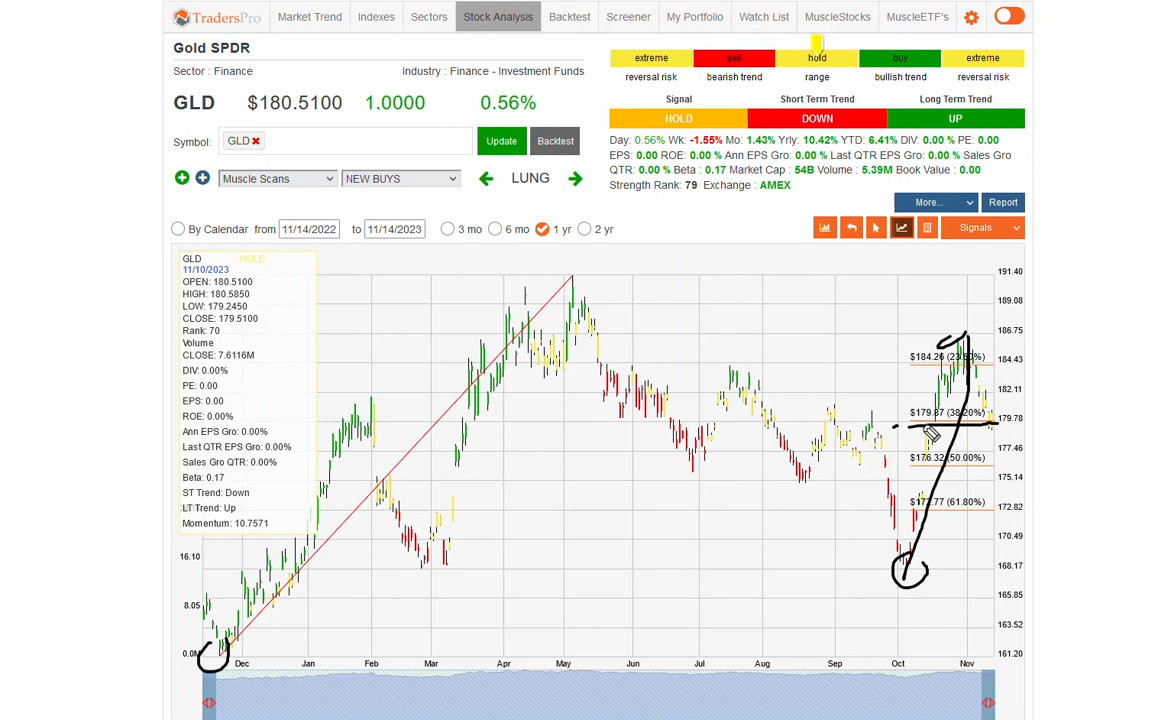 TradersPro Market Trend Indexes Sectors Stock Analysis Backtest Screener My Portfolio Watch List MuscleStocks MuscleETF's
Gold SPDR
Sector : Finance Industry : Finance - Investment Funds
GLD $180.5100 1.0000 0.56%
Symbol: GLD Update Backtest
Muscle Scans NEW BUYS LUNG
extreme sell hold buy extreme
reversal risk bearish trend range bullish trend reversal risk
Signal Short Term Trend Long Term Trend
HOLD DOWN UP
Day: 0.56% Wk: -1.55% Mo: 1.43% Yrly: 10.42% YTD: 6.41% DIV: 0.00 % PE: 0.00
EPS: 0.00 ROE: 0.00 % Ann EPS Gro: 0.00 % Last QTR EPS Gro: 0.00 % Sales Gro
QTR: 0.00 % Beta : 0.17 Market Cap : 54B Volume : 5.39M Book Value : 0.00
Strength Rank: 79 Exchange : AMEX
More... Report
By Calendar from 11/14/2022 to 11/14/2023 3 mo 6 mo 1 yr 2 yr Signals
GLD HOLD
11/10/2023
OPEN: 180.5100
HIGH: 180.5850
LOW: 179.2450
CLOSE: 179.5100
Rank: 70
Volume
CLOSE: 7.6116M
DIV: 0.00%
PE: 0.00
EPS: 0.00
ROE: 0.00%
Ann EPS Gro: 0.00%
Last QTR EPS Gro: 0.00%
Sales Gro QTR: 0.00%
Beta: 0.17
ST Trend: Down
LT Trend: Up
Momentum: 10.7571
16.10
8.05
0.0M
191.40
189.08
186.75
184.43
182.11
179.78
177.46
175.14
172.82
170.49
168.17
165.85
163.52
161.20
$184.26 (23.60%)
$179.87 (38.20%)
$176.32 (50.00%)
$172.77 (61.80%)
Dec Jan Feb Mar Apr May Jun Jul Aug Sep Oct Nov